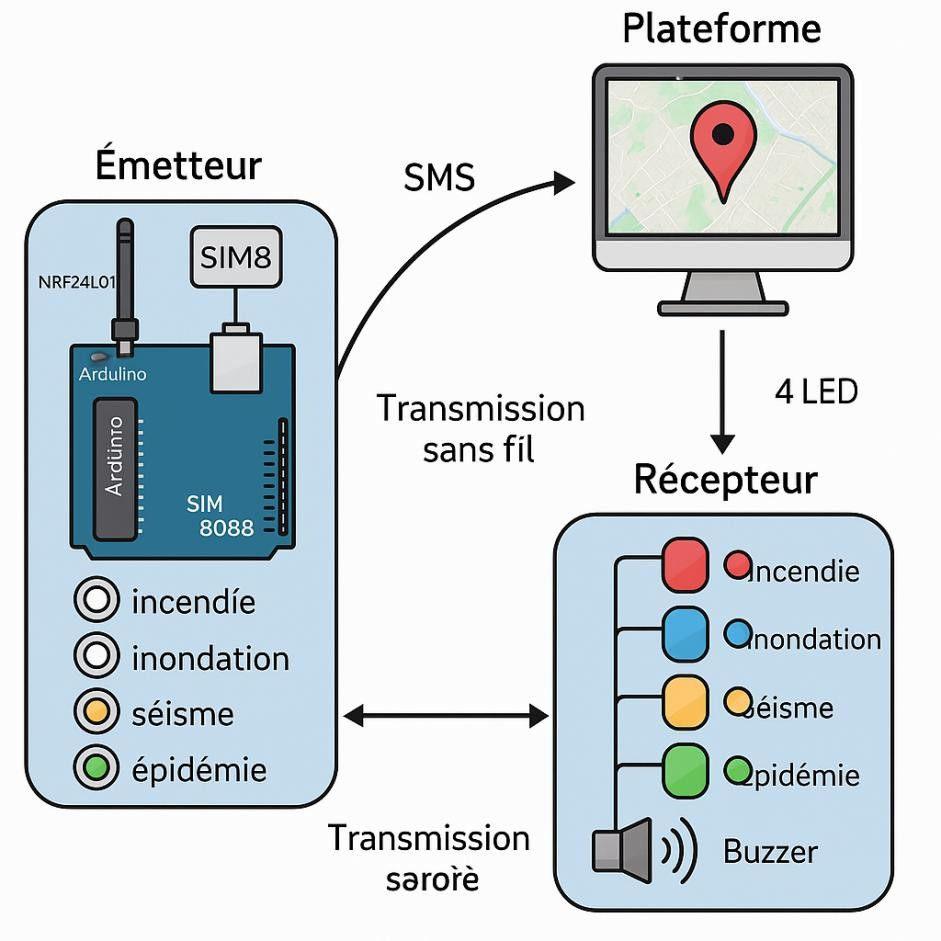 Plateforme
Émetteur
SMS
SIM8
NRF24L01
Ardulino
Ardünto
SIM
8088
Transmission
sans fil
4 LED
Récepteur
incendíe
inondation
séisme
épidémie
Incendie
Inondation
séisme
épidémie
Buzzer
Transmission